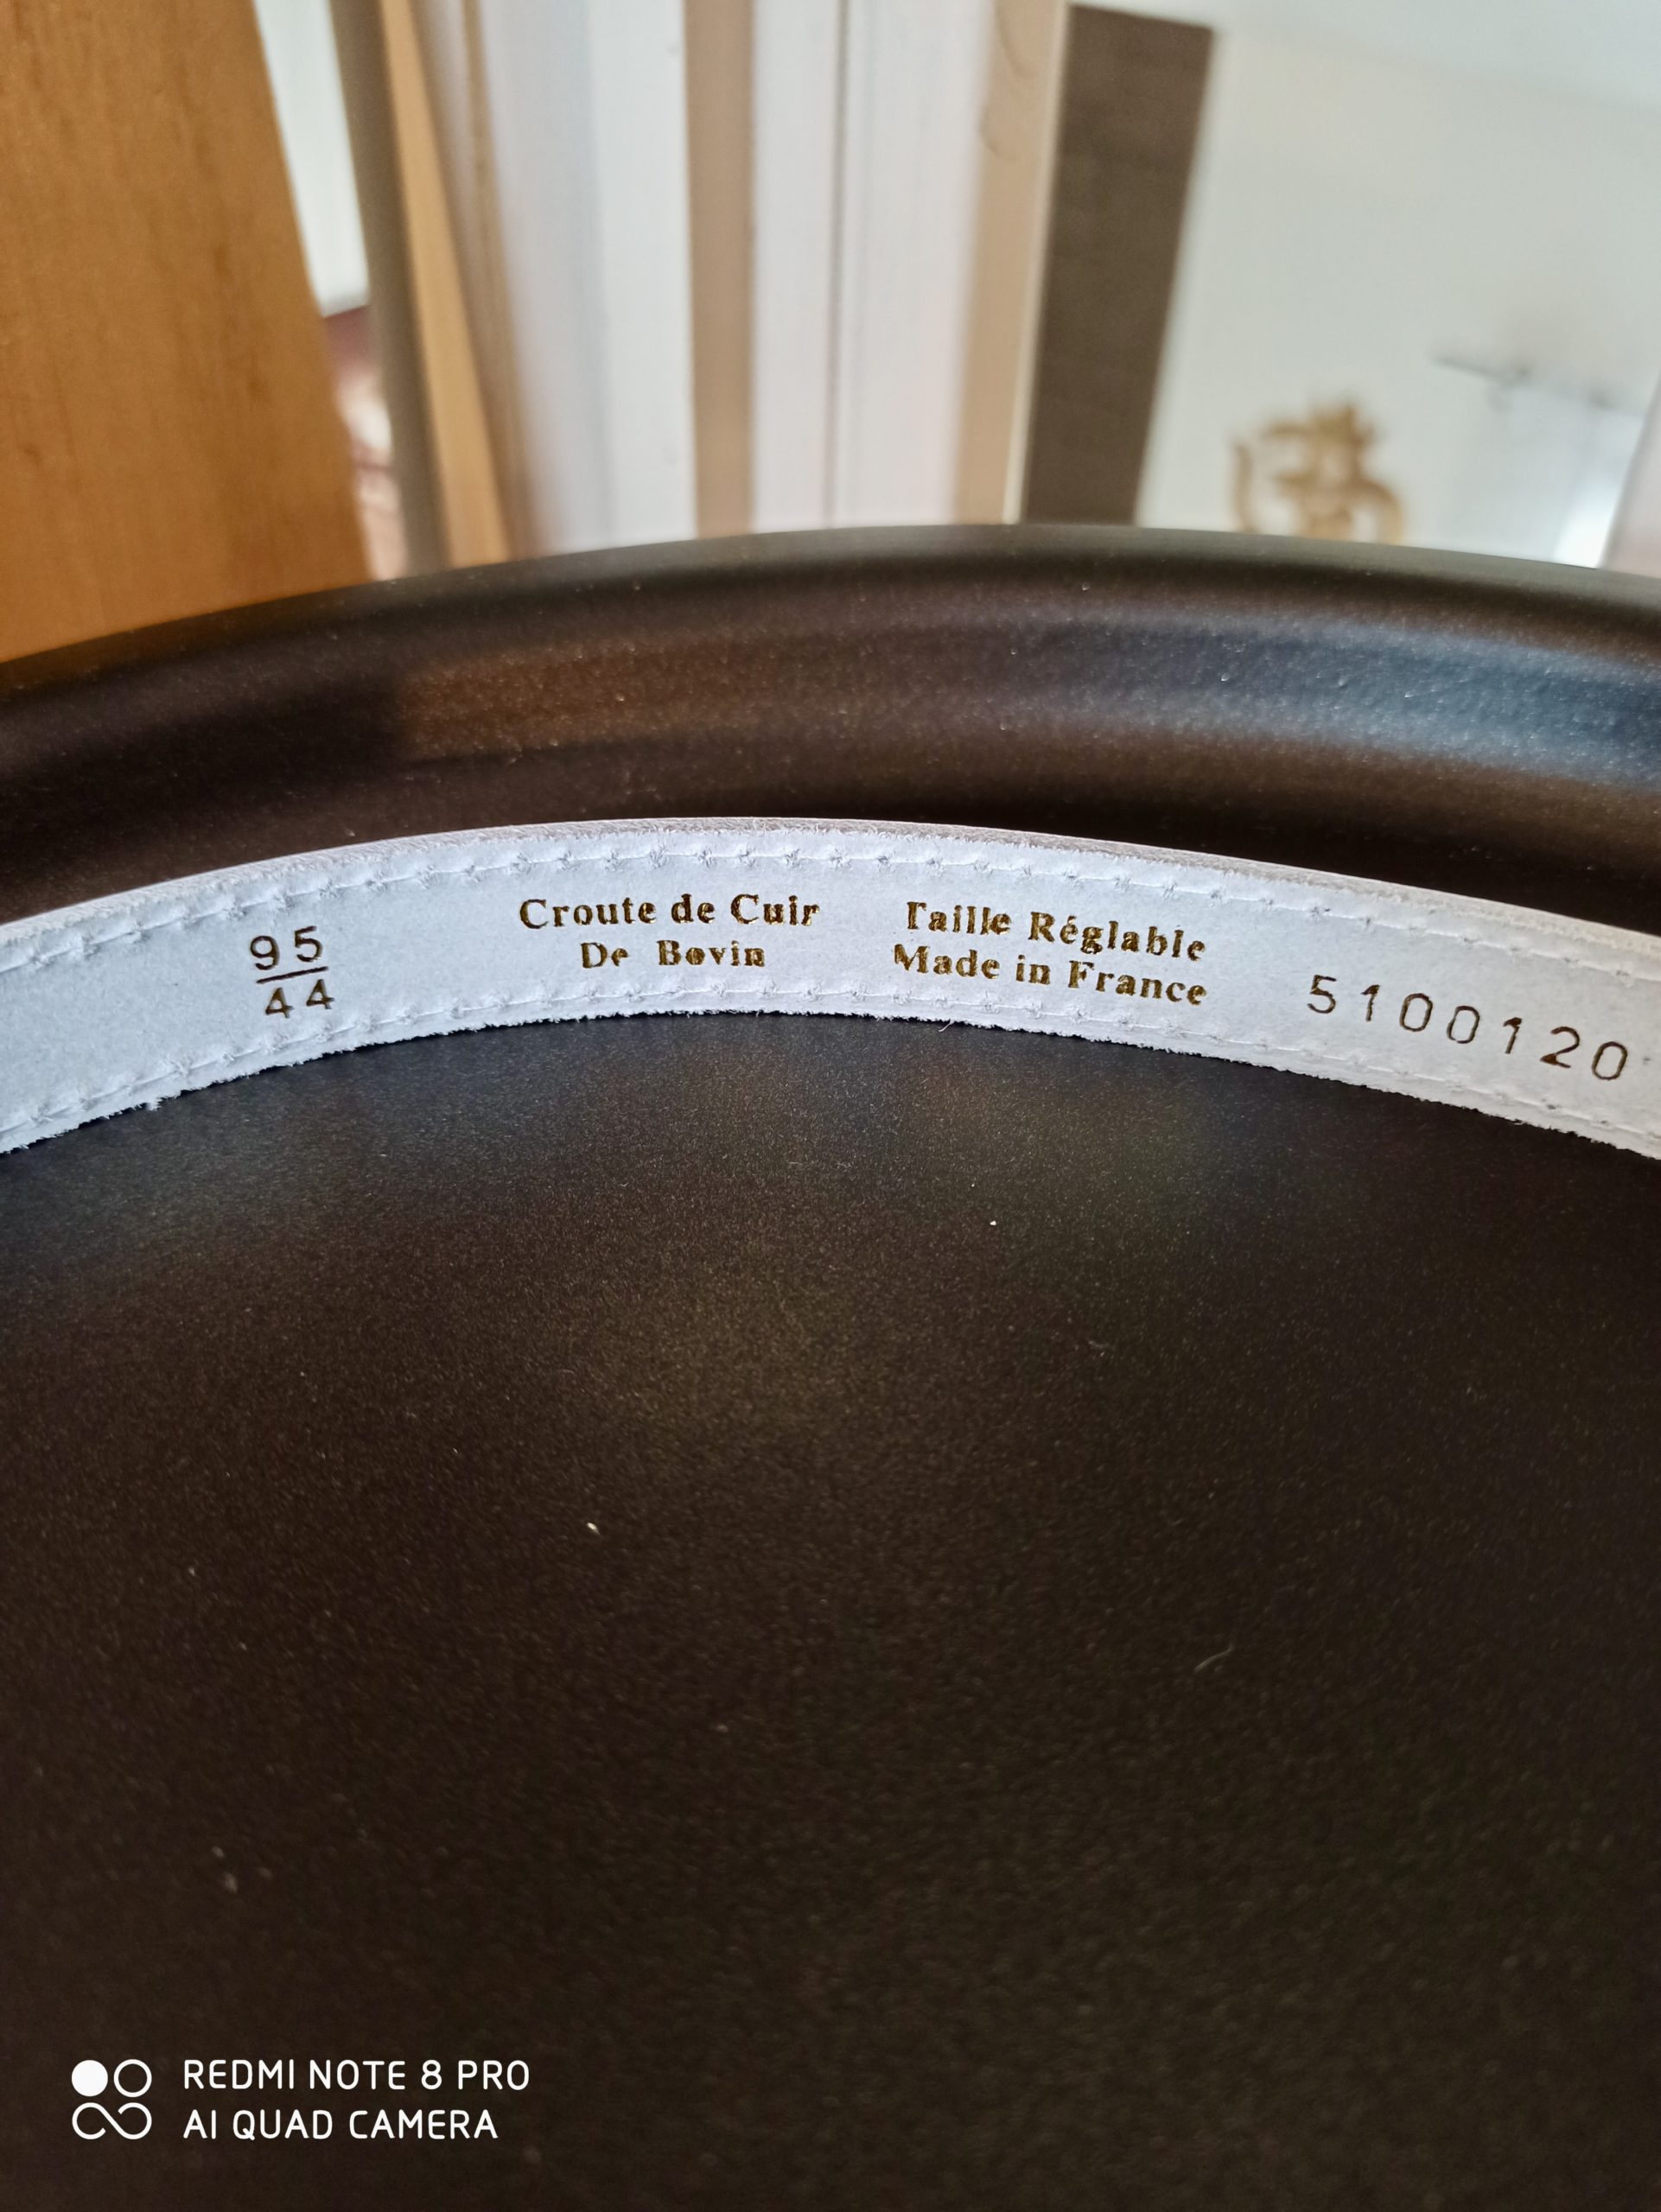 95
44
Croute de Cuir
De Bovin
Taille Réglable
Made in France
5100120
REDMI NOTE 8 PRO
AI QUAD CAMERA